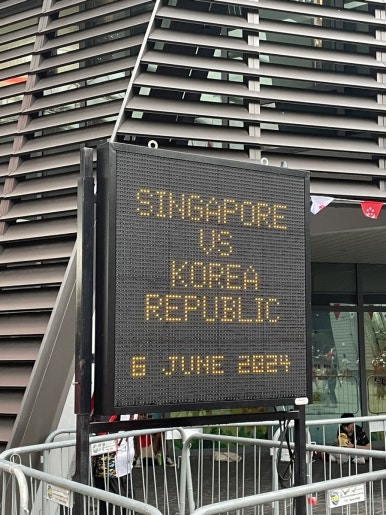 SINGAPORE
VS
KOREA
REPUBLIC
6 JUNE 2024